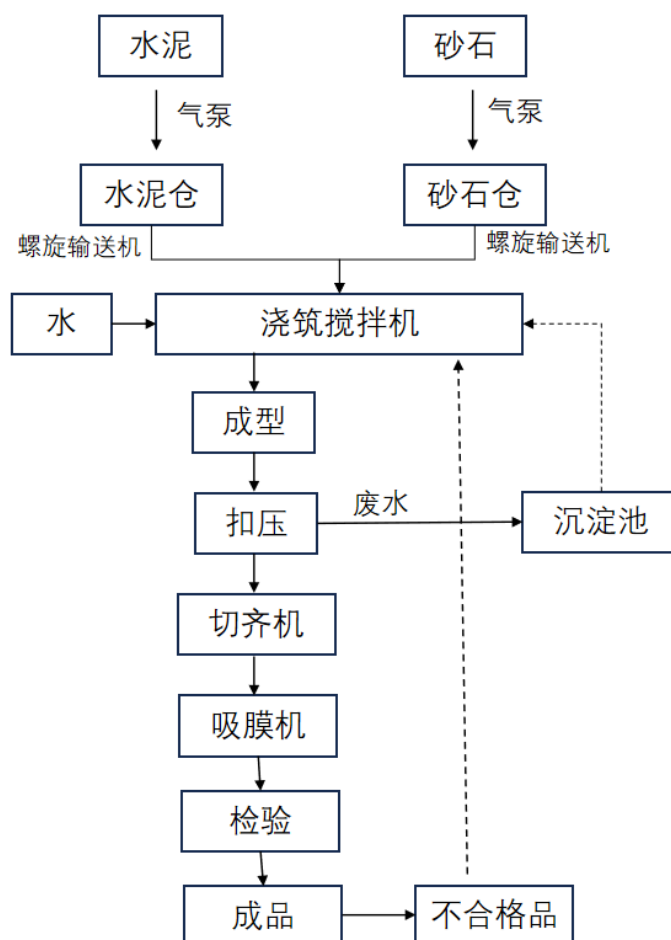 水泥
砂石
气泵
气泵
水泥仓
砂石仓
螺旋输送机
螺旋输送机
水
浇筑搅拌机
成型
扣压
废水
沉淀池
切齐机
吸膜机
检验
成品
不合格品